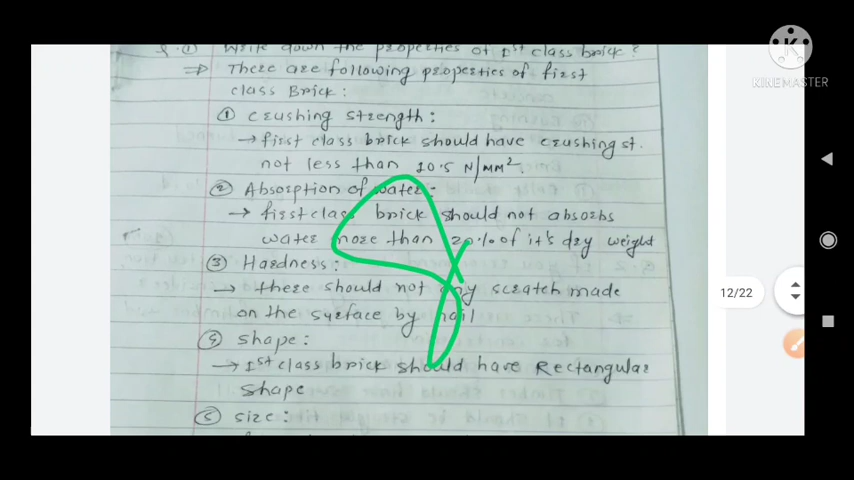 Q.① Write down the properties of 1st class brick?
⇒ There are following properties of first
class Brick:
① Crushing strength:
→ first class brick should have crushing st.
not less than 10.5 N/mm².
② Absorption of water:
→ first class brick should not absorbs
water more than 20% of it's dry weight
③ Hardness:
→ there should not any scratch made
on the surface by nail
④ shape:
→ 1st class brick should have Rectangular
shape
⑤ size:
KINEMASTER
12/22